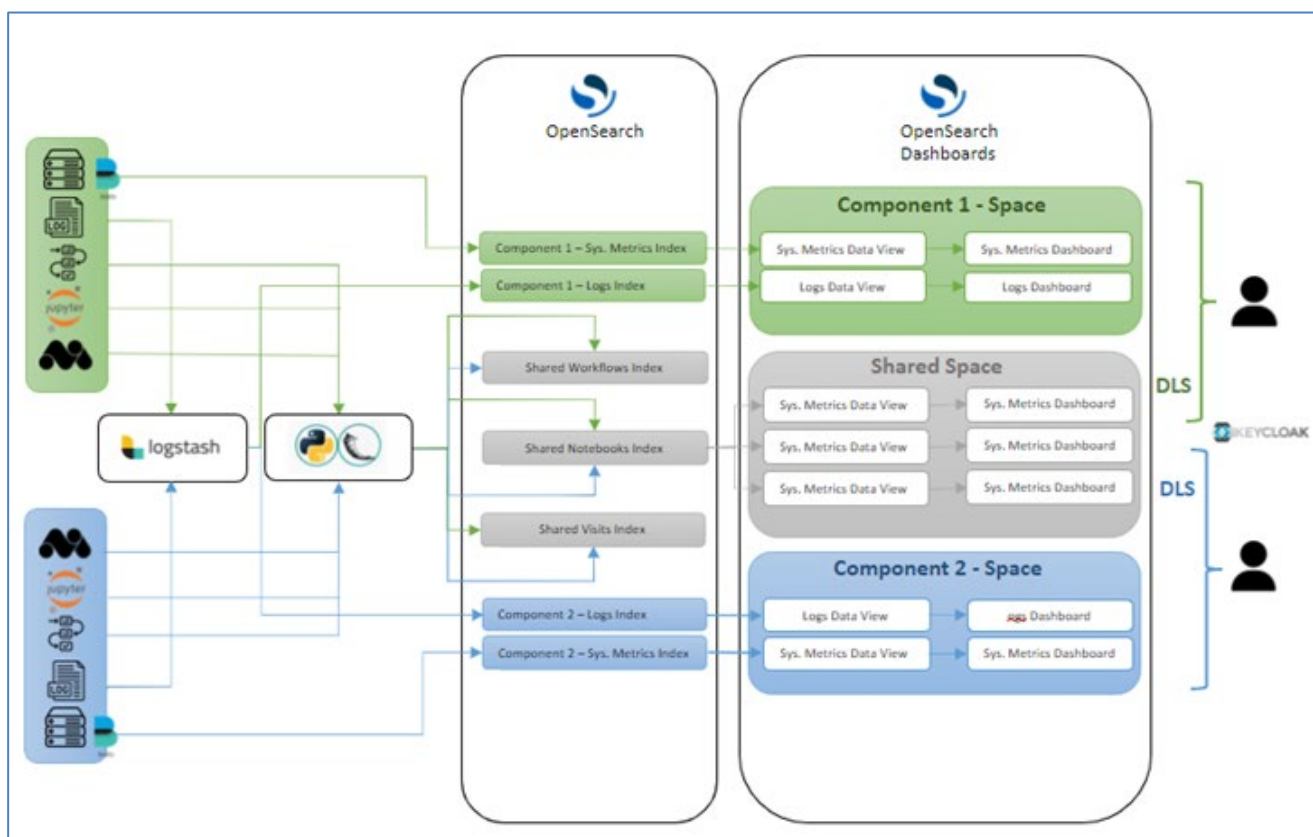 OpenSearch
OpenSearch
Dashboards
Component 1 - Space
LOG
Component 1 – Sys. Metrics Index
Sys. Metrics Data View
Sys. Metrics Dashboard
Component 1 – Logs Index
Logs Data View
Logs Dashboard
jupyter
Shared Workflows Index
Shared Space
DLS
Sys. Metrics Data View
Sys. Metrics Dashboard
KEYCLOAK
logstash
Shared Notebooks Index
Sys. Metrics Data View
Sys. Metrics Dashboard
Sys. Metrics Data View
Sys. Metrics Dashboard
DLS
Shared Visits Index
Component 2 - Space
jupyter
Component 2 – Logs Index
Logs Data View
Dashboard
Component 2 – Sys. Metrics Index
Sys. Metrics Data View
Sys. Metrics Dashboard
LOG